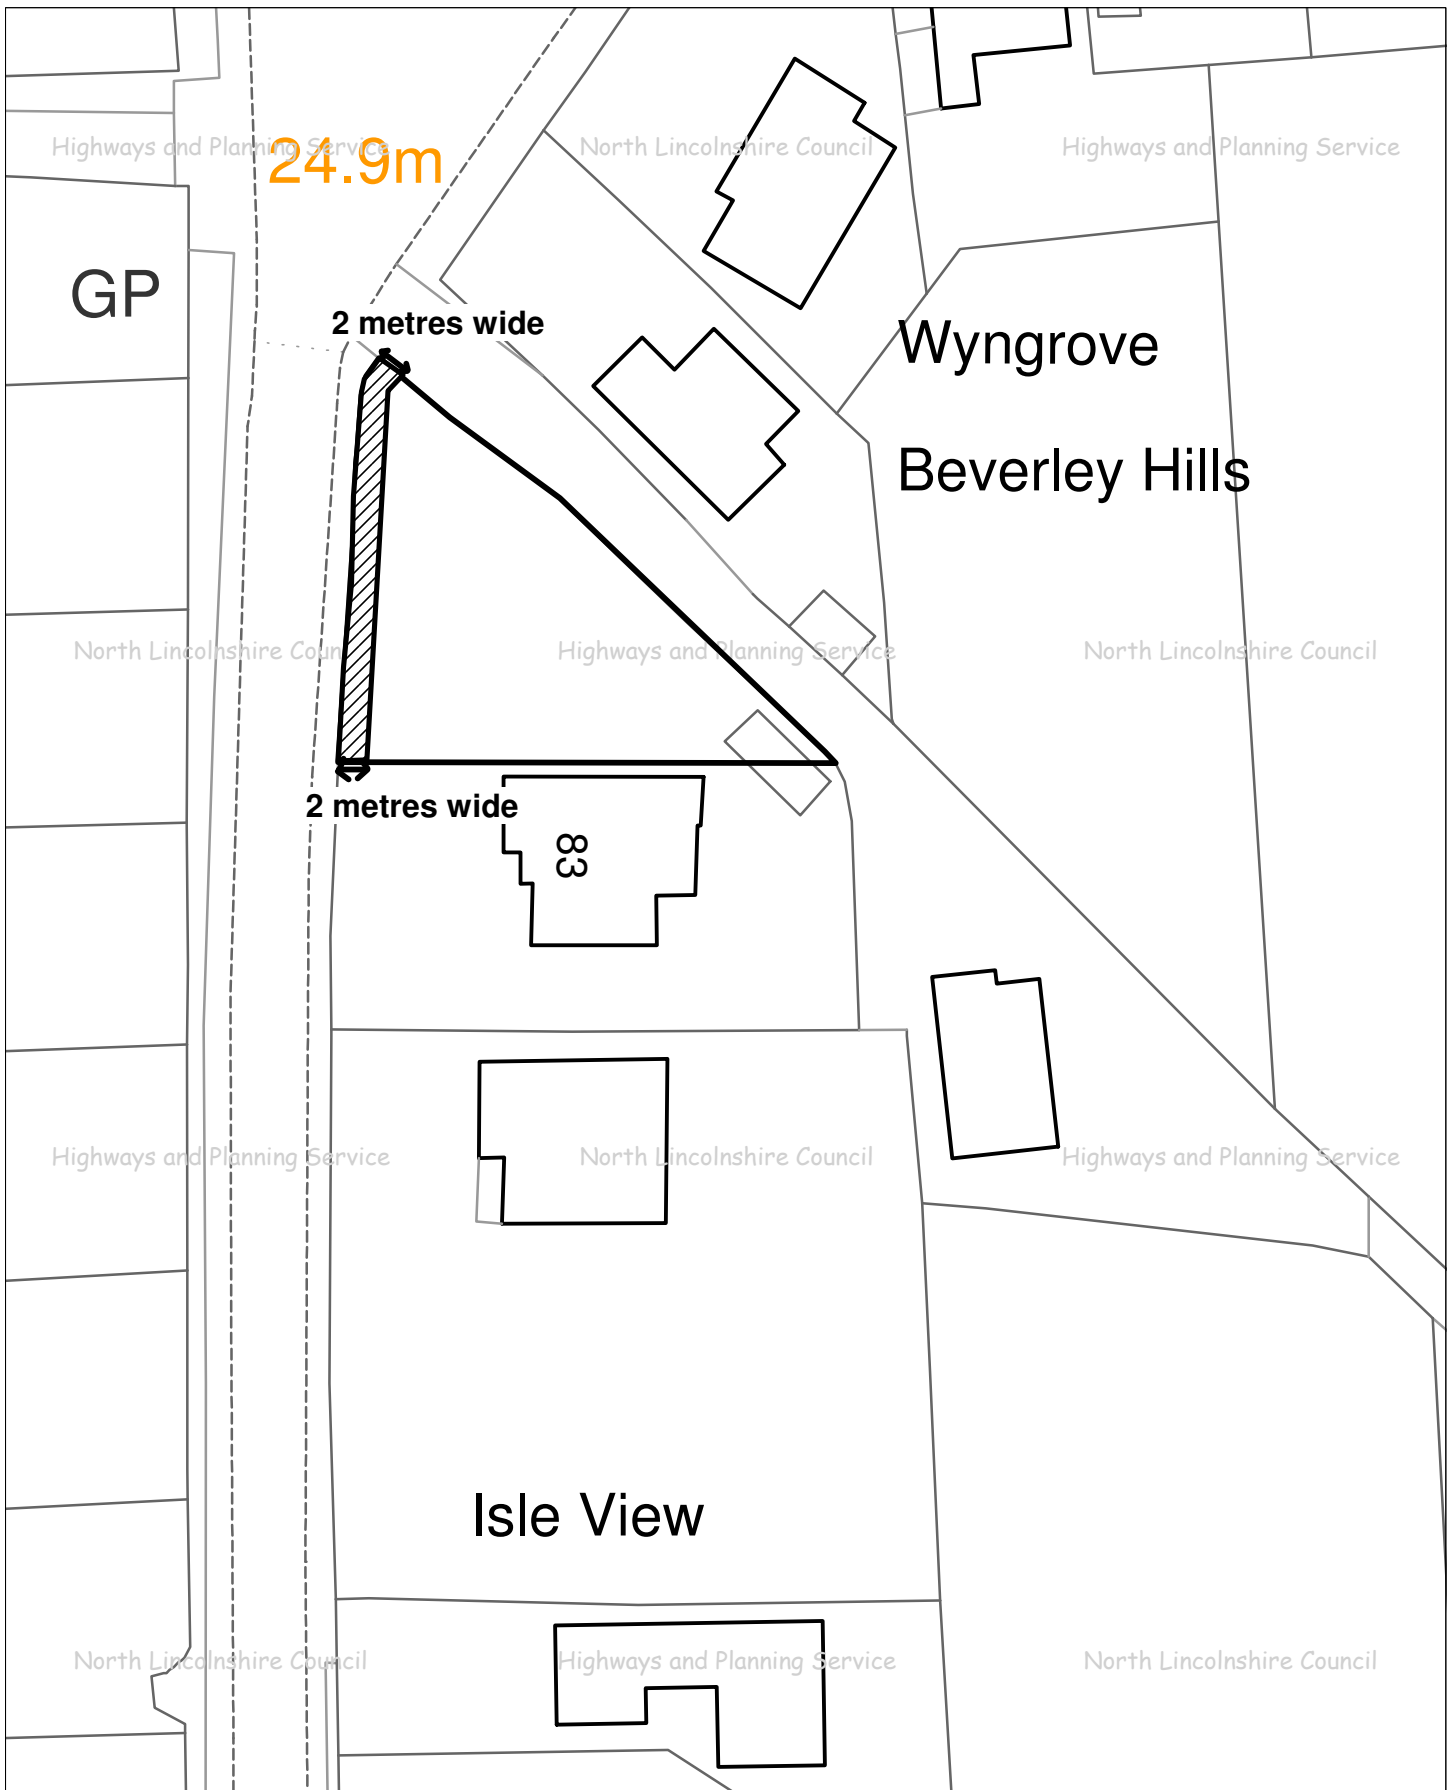 Highways and Planning Service
North Lincolnshire Council
Highways and Planning Service
24.9m
GP
2 metres wide
Wyngrove
Beverley Hills
North Lincolnshire Coun
Highways and Planning Service
North Lincolnshire Council
2 metres wide
83
Highways and Planning Service
North Lincolnshire Council
Highways and Planning Service
Isle View
North Lincolnshire Council
Highways and Planning Service
North Lincolnshire Council